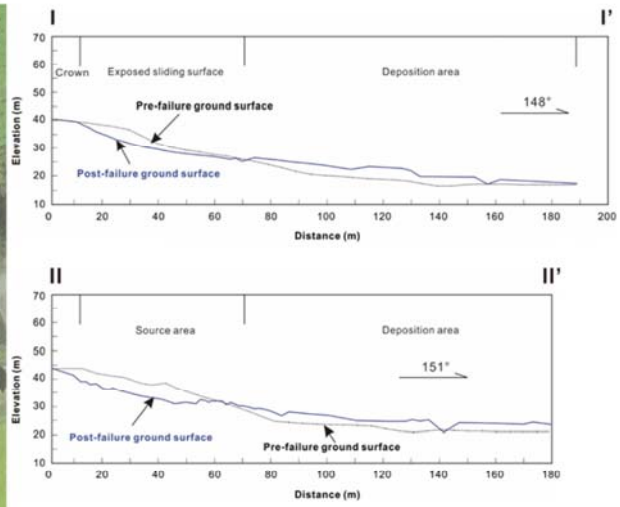 I I'
70
60
50
40
30
20
10
Elevation (m)
Crown Exposed sliding surface Deposition area
Pre-failure ground surface
Post-failure ground surface
148°
0 20 40 60 80 100 120 140 160 180 200
Distance (m)
II II'
70
60
50
40
30
20
10
Elevation (m)
Source area Deposition area
151°
Post-failure ground surface
Pre-failure ground surface
0 20 40 60 80 100 120 140 160 180
Distance (m)